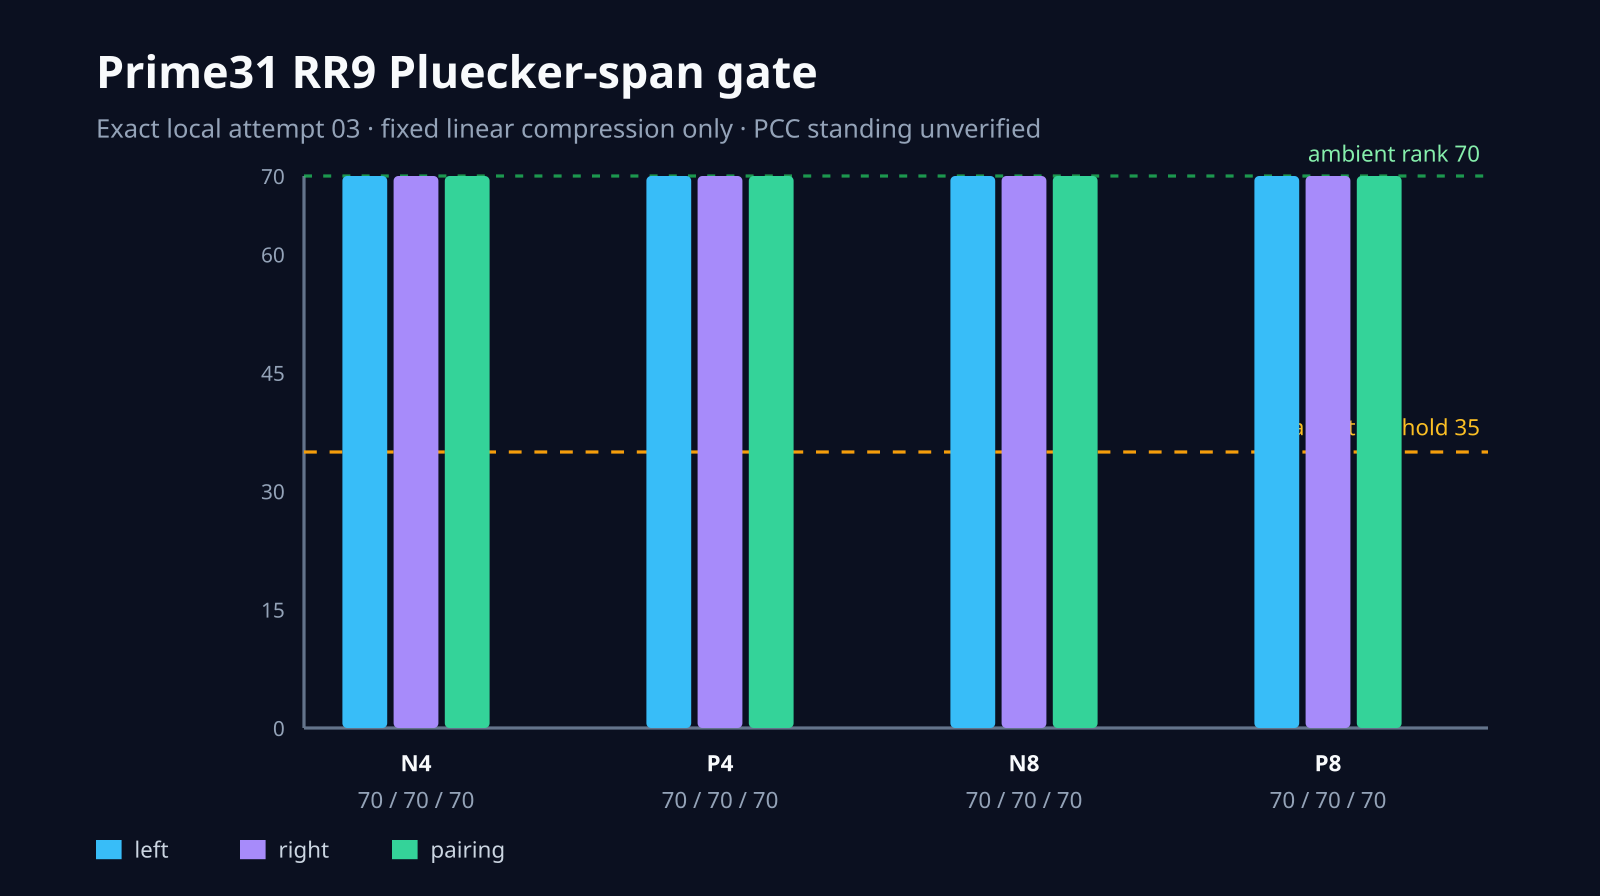 Prime31 RR9 Pluecker-span gate
Exact local attempt 03 · fixed linear compression only · PCC standing unverified
ambient rank 70
70
60
45
hold 35
30
15
0
N4 P4 N8 P8
70 / 70 / 70 70 / 70 / 70 70 / 70 / 70 70 / 70 / 70
left right pairing